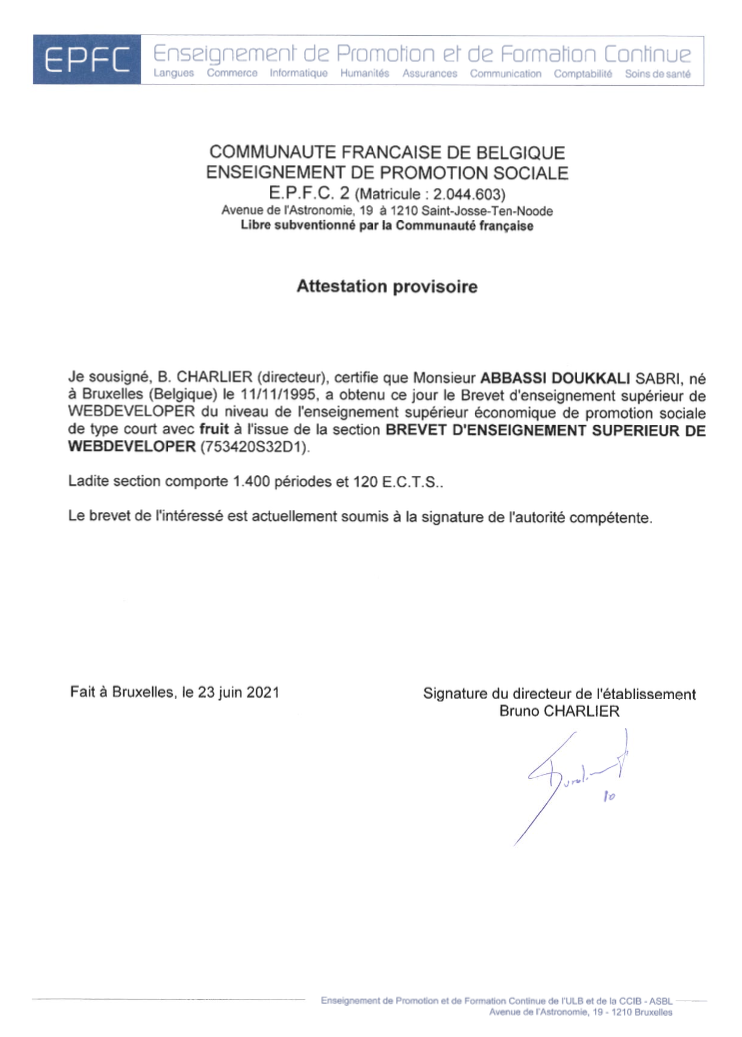 EPFC
Enseignement de Promotion et de Formation Continue
Langues Commerce Informatique Humanités Assurances Communication Comptabilité Soins de santé
COMMUNAUTE FRANCAISE DE BELGIQUE
ENSEIGNEMENT DE PROMOTION SOCIALE
E.P.F.C. 2 (Matricule : 2.044.603)
Avenue de l'Astronomie, 19 à 1210 Saint-Josse-Ten-Noode
Libre subventionné par la Communauté française
Attestation provisoire
Je sousigné, B. CHARLIER (directeur), certifie que Monsieur ABBASSI DOUKKALI SABRI, né
à Bruxelles (Belgique) le 11/11/1995, a obtenu ce jour le Brevet d'enseignement supérieur de
WEBDEVELOPER du niveau de l'enseignement supérieur économique de promotion sociale
de type court avec fruit à l'issue de la section BREVET D'ENSEIGNEMENT SUPERIEUR DE
WEBDEVELOPER (753420S32D1).
Ladite section comporte 1.400 périodes et 120 E.C.T.S..
Le brevet de l'intéressé est actuellement soumis à la signature de l'autorité compétente.
Fait à Bruxelles, le 23 juin 2021
Signature du directeur de l'établissement
Bruno CHARLIER
Enseignement de Promotion et de Formation Continue de l'ULB et de la CCIB - ASBL
Avenue de l'Astronomie, 19 - 1210 Bruxelles